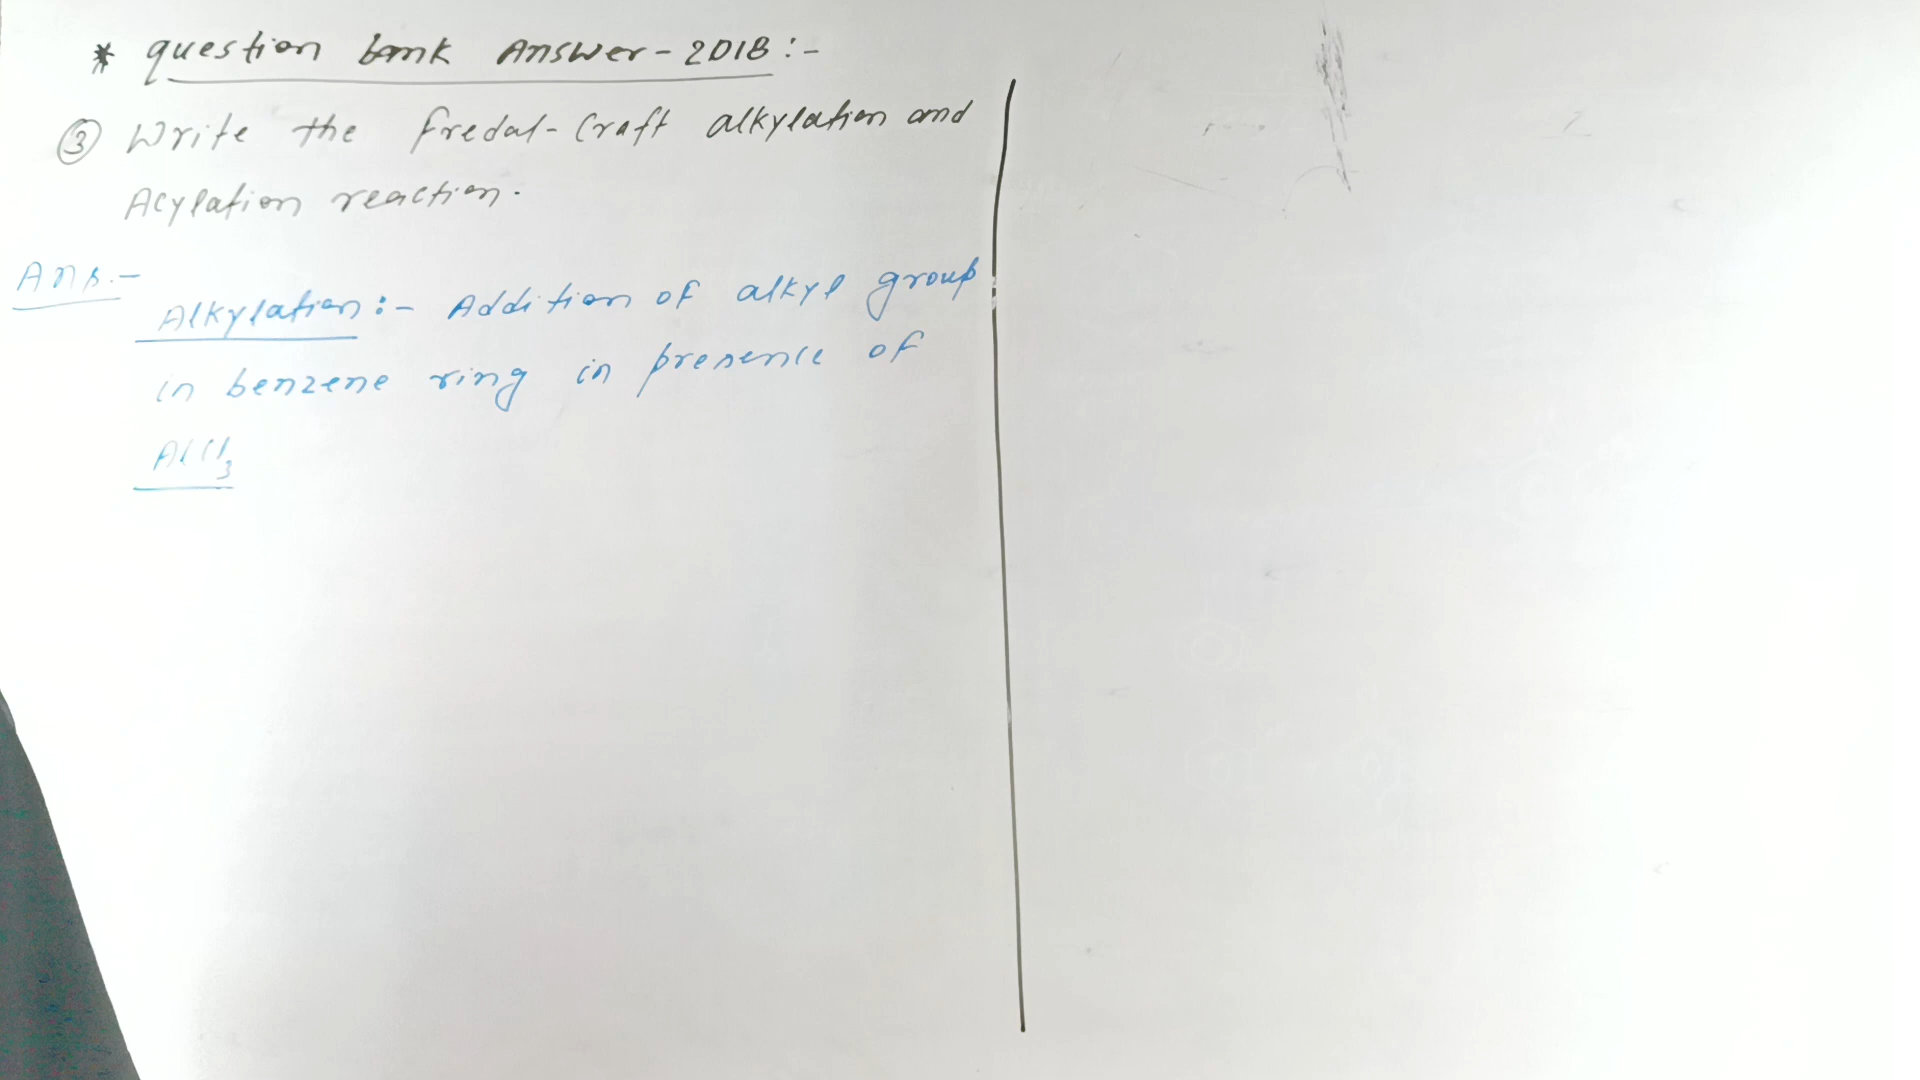 * question bank Answer - 2018 :-
③ Write the fredal-Craft alkylation and
Acylation reaction.
Ans.-
Alkylation :- Addition of alkyl group
in benzene ring in presence of
AlCl₃